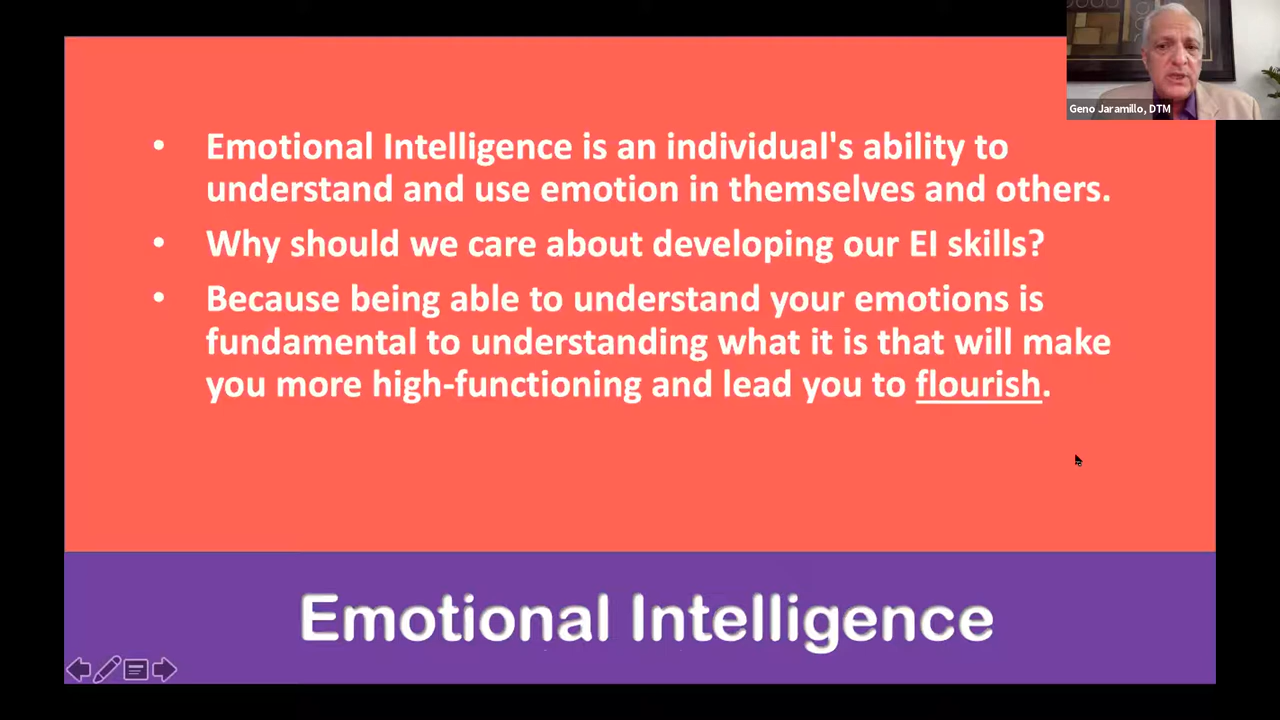 Geno Jaramillo, DTM
• Emotional Intelligence is an individual's ability to
understand and use emotion in themselves and others.
• Why should we care about developing our EI skills?
• Because being able to understand your emotions is
fundamental to understanding what it is that will make
you more high-functioning and lead you to flourish.
Emotional Intelligence